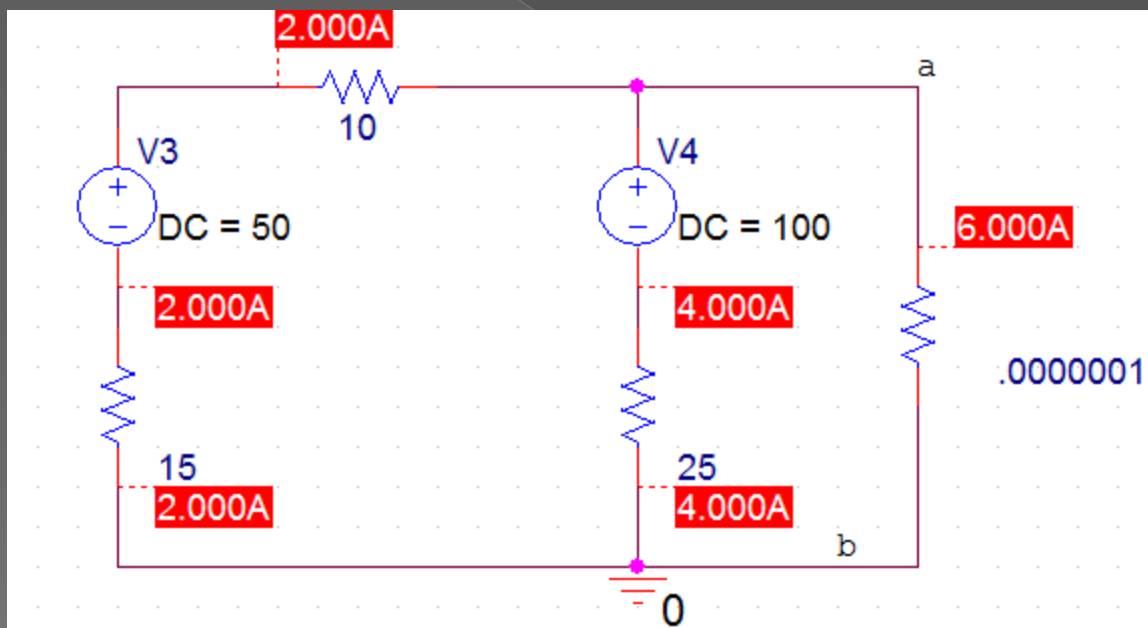 2.000A
a
10
V3
V4
+
+
DC = 50
DC = 100
6.000A
−
−
2.000A
4.000A
.0000001
15
25
2.000A
4.000A
b
0